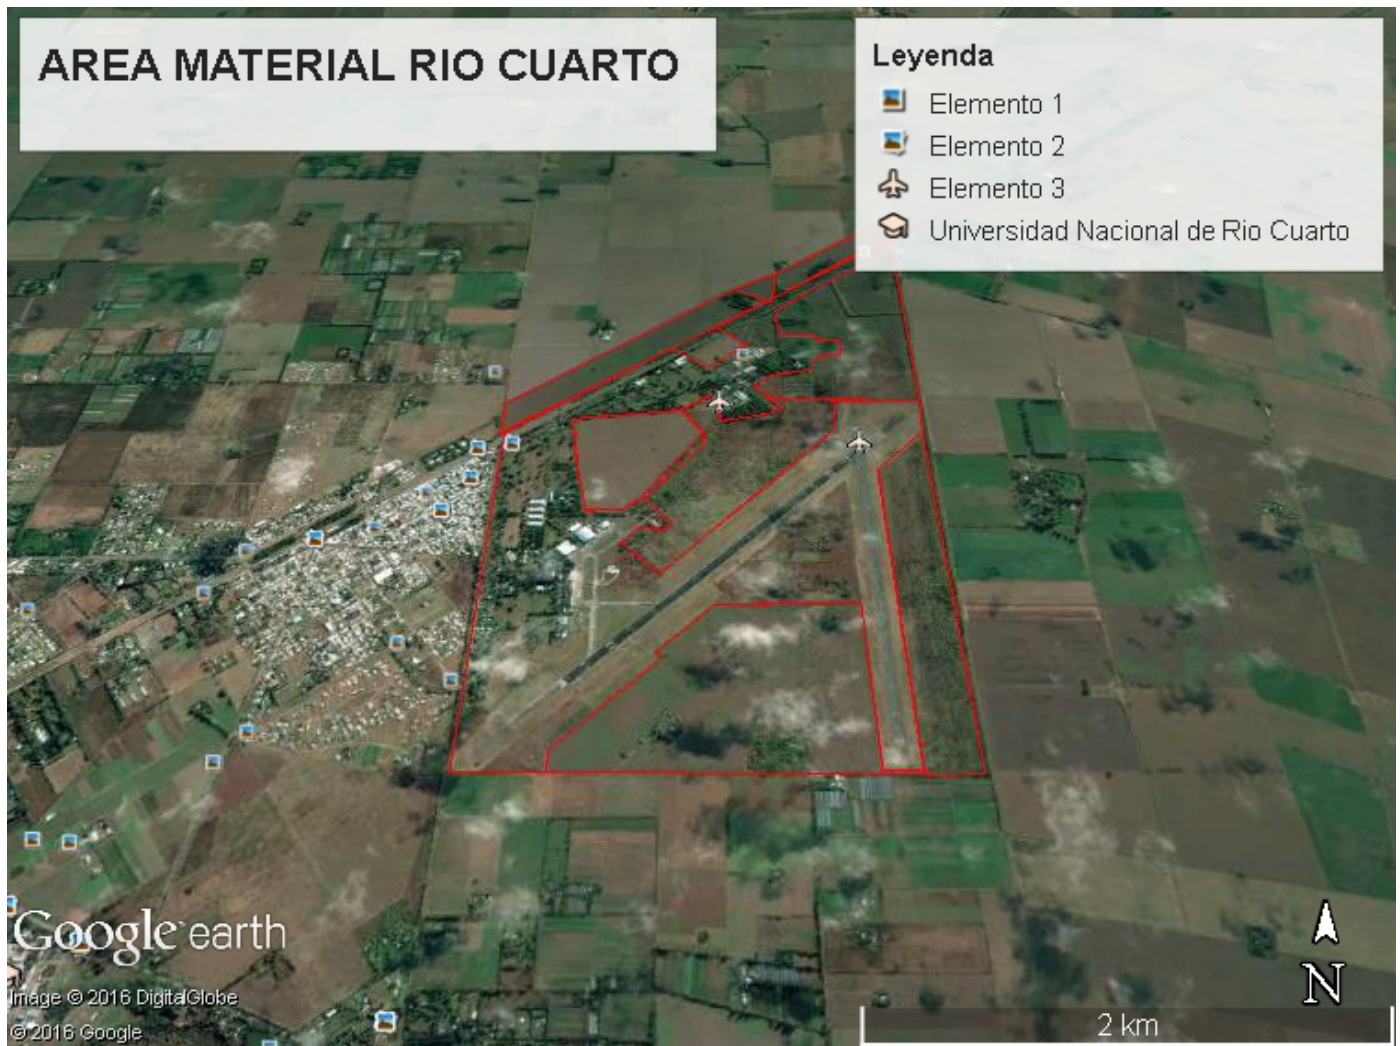 AREA MATERIAL RIO CUARTO
Leyenda
Elemento 1
Elemento 2
Elemento 3
Universidad Nacional de Rio Cuarto
Google earth
Image © 2016 DigitalGlobe
© 2016 Google
N
2 km